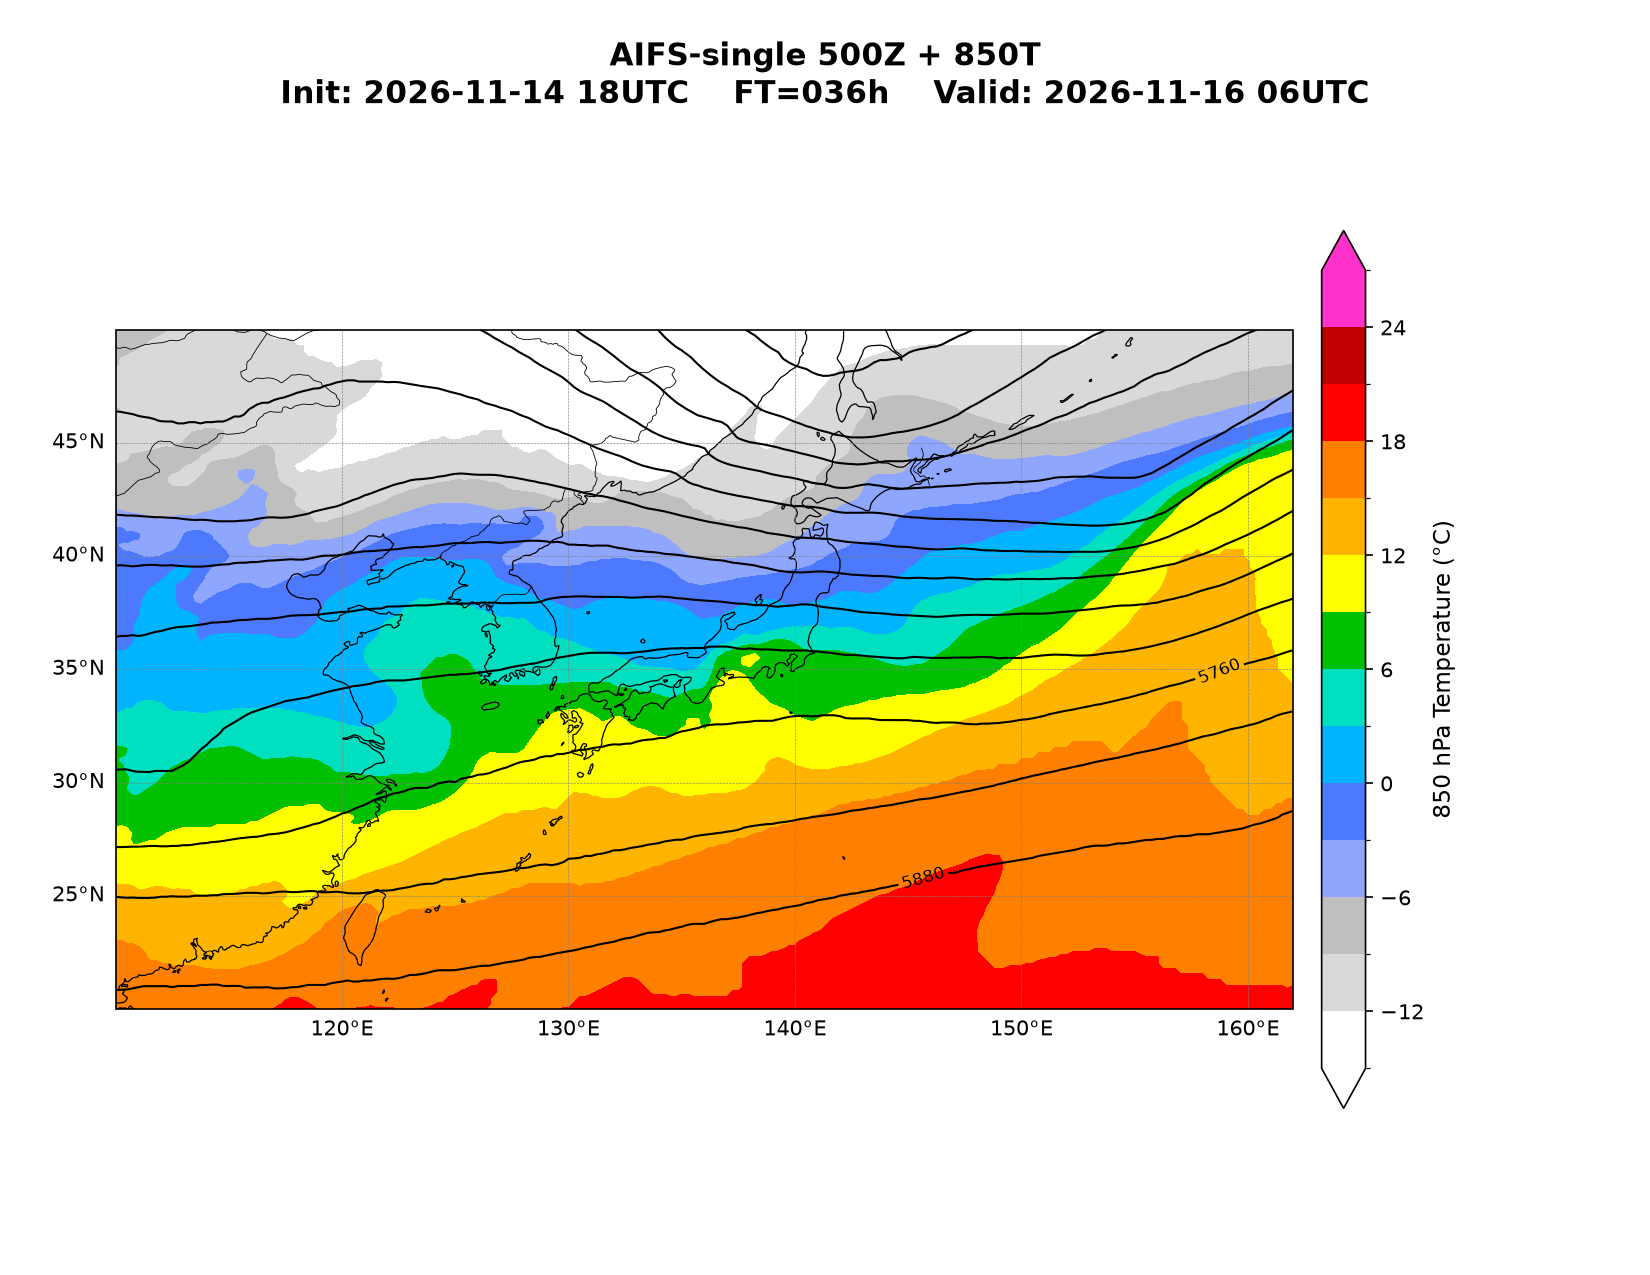 AIFS-single 500Z + 850T
Init: 2026-11-14 18UTC    FT=036h    Valid: 2026-11-16 06UTC
45°N
40°N
35°N
30°N
25°N
120°E
130°E
140°E
150°E
160°E
5760
5880
24
18
12
6
0
−6
−12
850 hPa Temperature (°C)